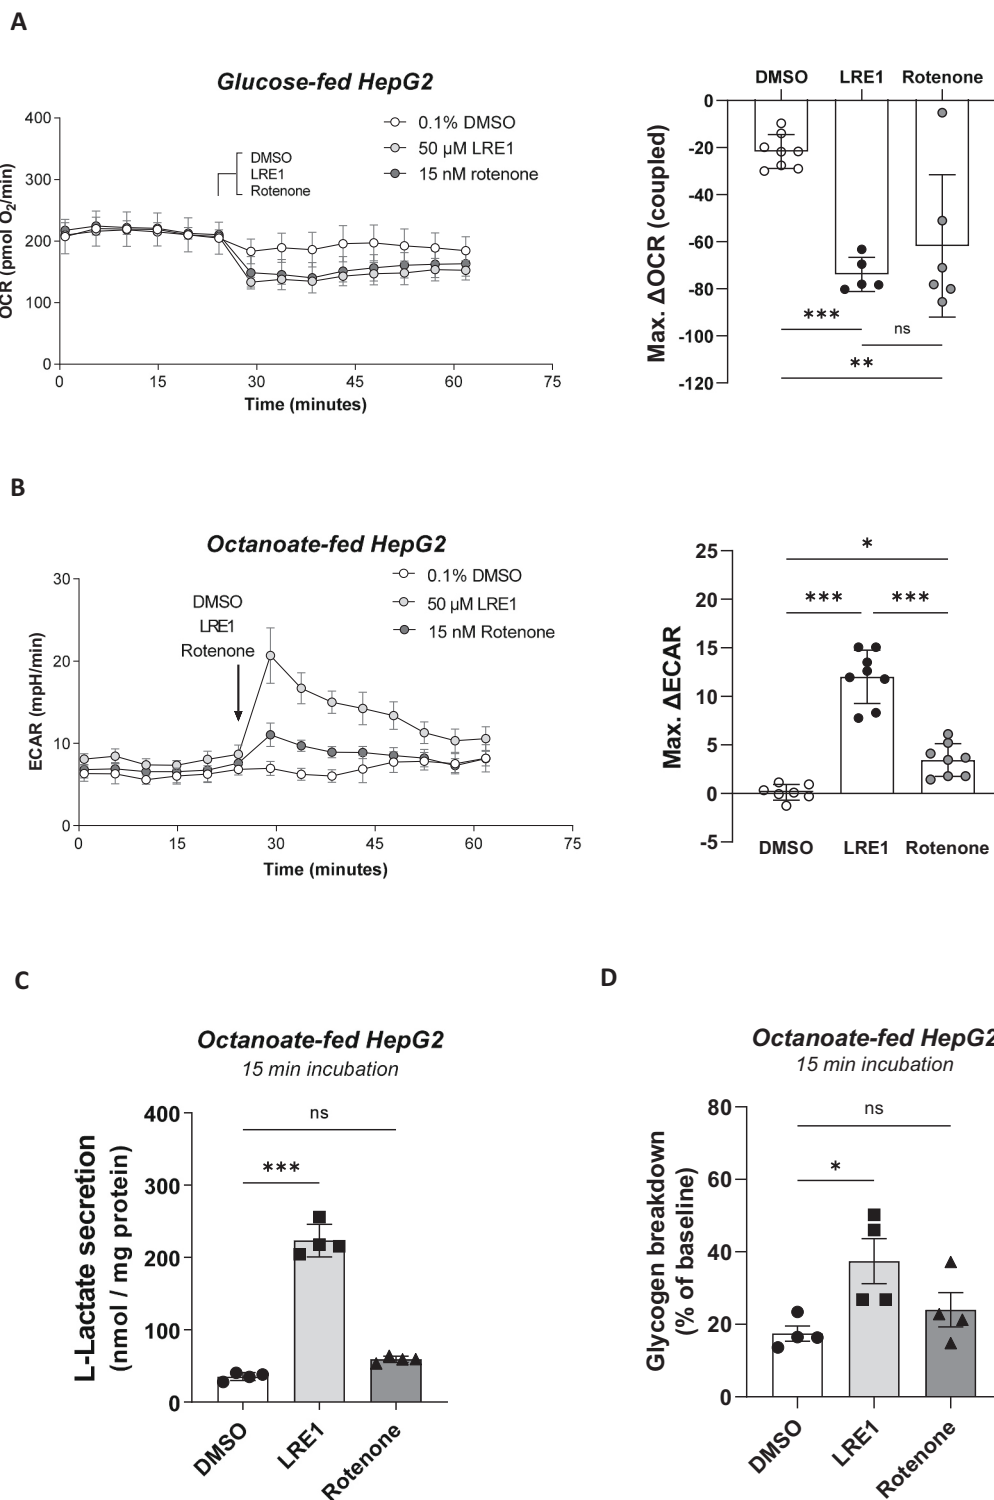 A
Glucose-fed HepG2
0.1% DMSO
50 µM LRE1
15 nM rotenone
DMSO
LRE1
Rotenone
OCR (pmol O2/min)
400
300
200
100
0
0 15 30 45 60 75
Time (minutes)
DMSO LRE1 Rotenone
Max. ΔOCR (coupled)
0
-20
-40
-60
-80
-100
-120
***
ns
**
B
Octanoate-fed HepG2
0.1% DMSO
50 µM LRE1
15 nM Rotenone
DMSO
LRE1
Rotenone
ECAR (mpH/min)
30
20
10
0
0 15 30 45 60 75
Time (minutes)
Max. ΔECAR
25
20
15
10
5
0
-5
*
*** ***
DMSO LRE1 Rotenone
C
Octanoate-fed HepG2
15 min incubation
L-Lactate secretion
(nmol / mg protein)
400
300
200
100
0
ns
***
DMSO
LRE1
Rotenone
D
Octanoate-fed HepG2
15 min incubation
Glycogen breakdown
(% of baseline)
80
60
40
20
0
ns
*
DMSO
LRE1
Rotenone